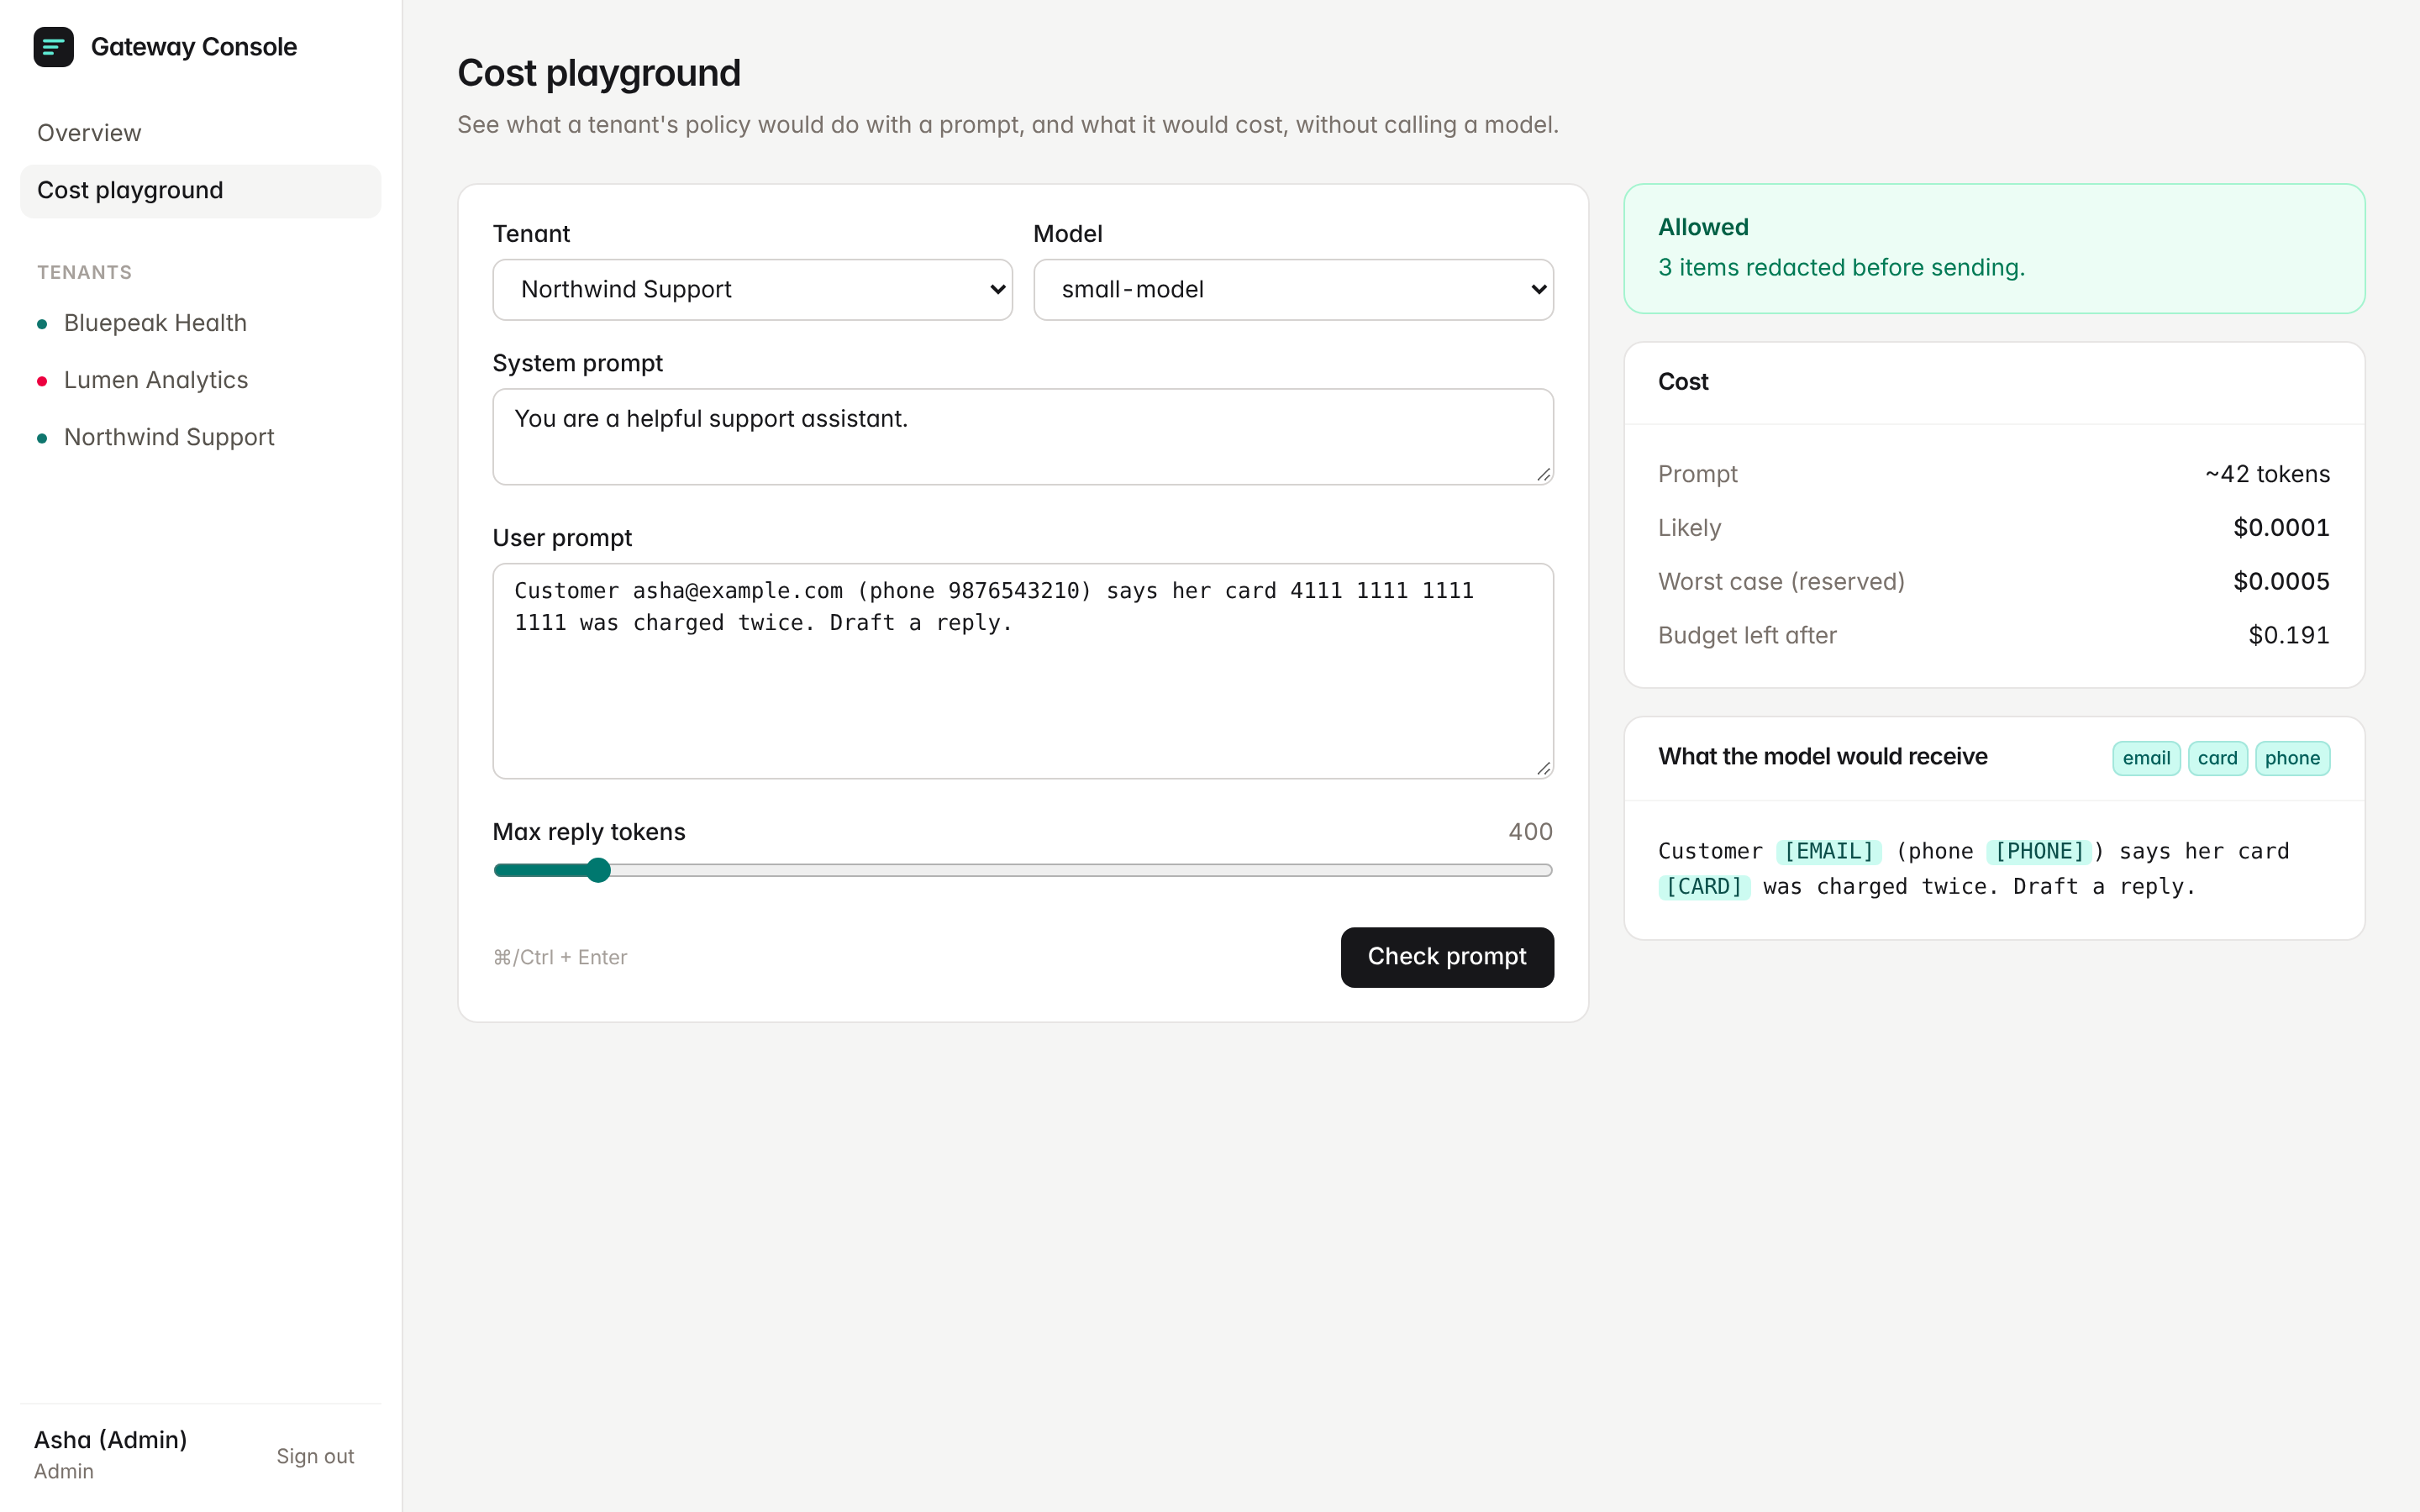 Gateway Console
Overview
Cost playground
TENANTS
Bluepeak Health
Lumen Analytics
Northwind Support
Asha (Admin)
Admin
Sign out
Cost playground
See what a tenant's policy would do with a prompt, and what it would cost, without calling a model.
Tenant
Northwind Support
Model
small-model
System prompt
You are a helpful support assistant.
User prompt
Customer asha@example.com (phone 9876543210) says her card 4111 1111 1111
1111 was charged twice. Draft a reply.
Max reply tokens 400
⌘/Ctrl + Enter
Check prompt
Allowed
3 items redacted before sending.
Cost
Prompt ~42 tokens
Likely $0.0001
Worst case (reserved) $0.0005
Budget left after $0.191
What the model would receive email card phone
Customer [EMAIL] (phone [PHONE]) says her card
[CARD] was charged twice. Draft a reply.